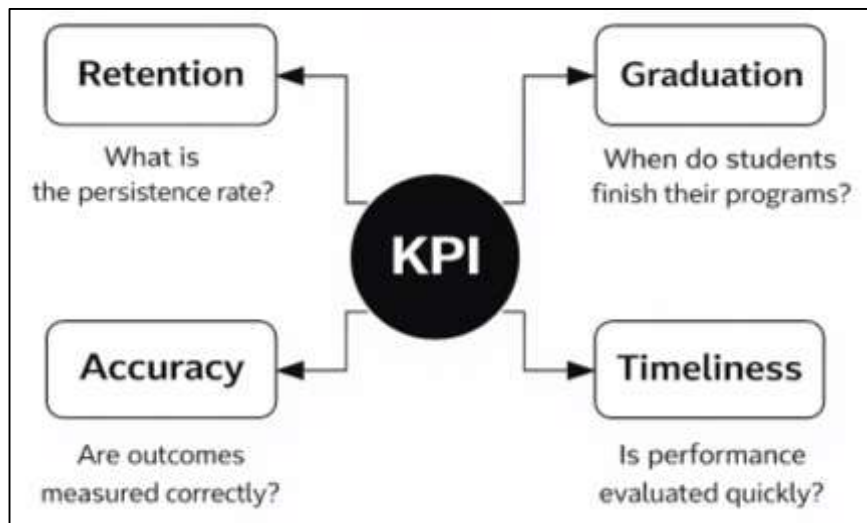 Retention
What is
the persistence rate?
Graduation
When do students
finish their programs?
KPI
Accuracy
Are outcomes
measured correctly?
Timeliness
Is performance
evaluated quickly?